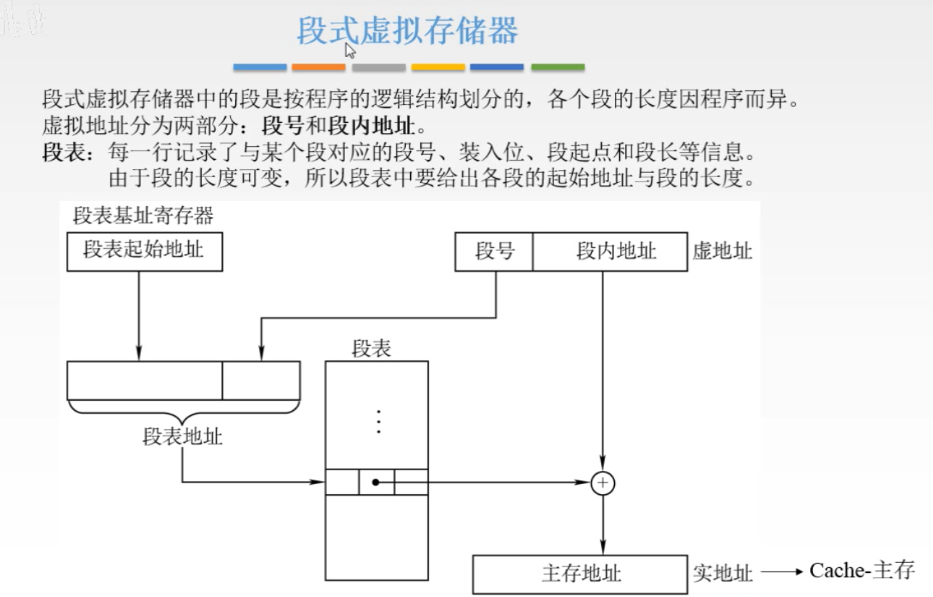 段式虚拟存储器
段式虚拟存储器中的段是按程序的逻辑结构划分的，各个段的长度因程序而异。
虚拟地址分为两部分：段号和段内地址。
段表：每一行记录了与某个段对应的段号、装入位、段起点和段长等信息。
由于段的长度可变，所以段表中要给出各段的起始地址与段的长度。
段表基址寄存器
段表起始地址
段号 段内地址 虚地址
段表
段表地址
主存地址 实地址 Cache-主存